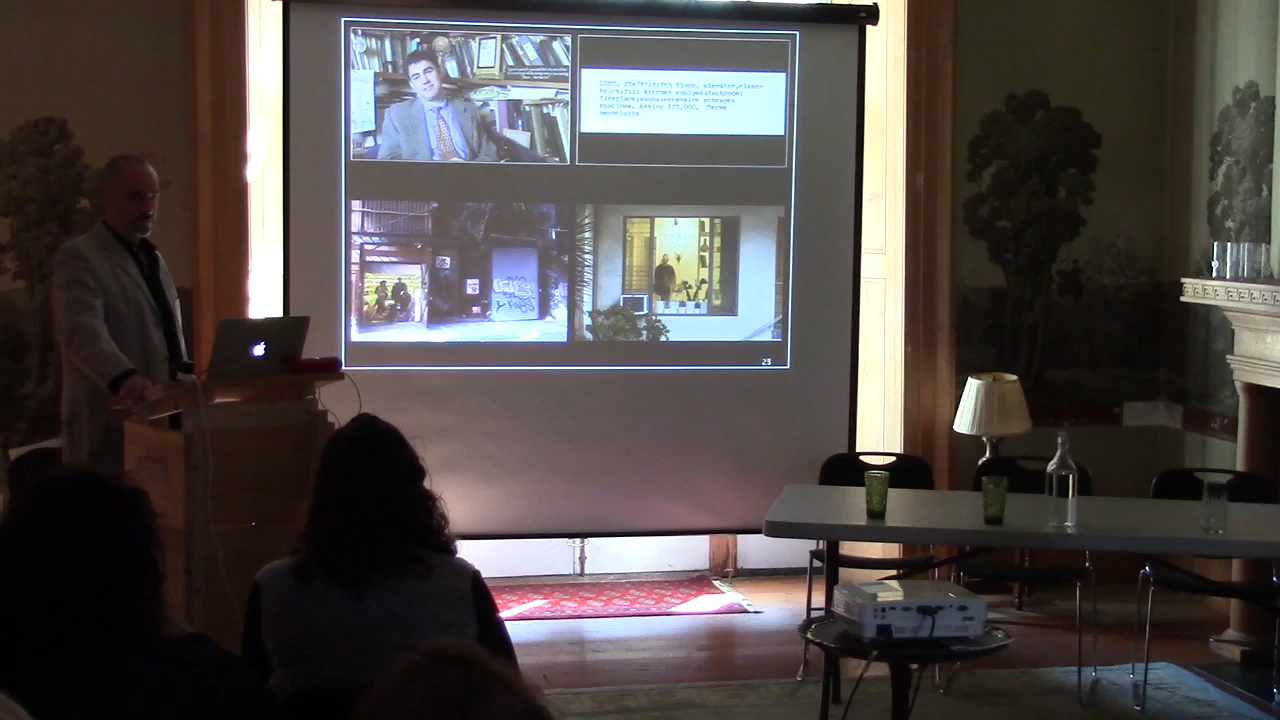 LOFT, 25x78';fifth floor, elevator,clean-
brick;full kitchen equiped;darkroom;
fireplace;sauna;extensive storage;
spacious. Asking $25,000. Terms
negotiable
23